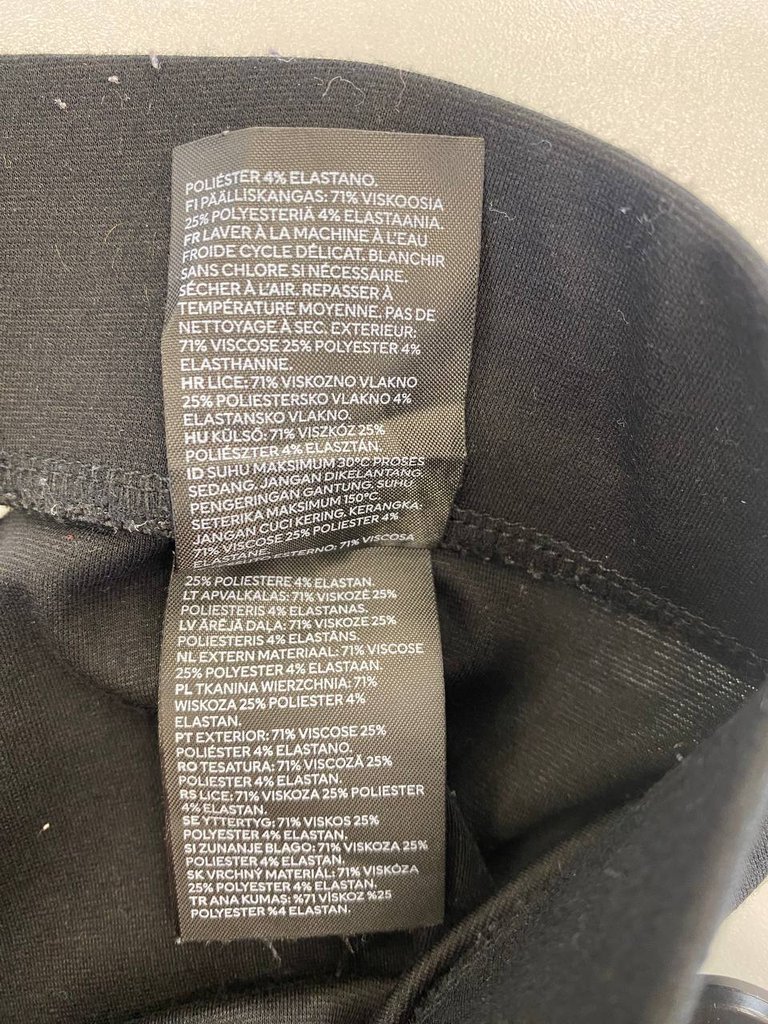 POLIÉSTER 4% ELASTANO.
FI PÄÄLLISKANGAS: 71% VISKOOSIA
25% POLYESTERIÄ 4% ELASTAANIA.
FR LAVER À LA MACHINE À L'EAU
FROIDE CYCLE DÉLICAT. BLANCHIR
SANS CHLORE SI NÉCESSAIRE.
SÉCHER À L'AIR. REPASSER À
TEMPÉRATURE MOYENNE. PAS DE
NETTOYAGE À SEC. EXTERIEUR:
71% VISCOSE 25% POLYESTER 4%
ELASTHANNE.
HR LICE: 71% VISKOZNO VLAKNO
25% POLIESTERSKO VLAKNO 4%
ELASTANSKO VLAKNO.
HU KÜLSŐ: 71% VISZKÓZ 25%
POLIÉSZTER 4% ELASZTÁN.
ID SUHU MAKSIMUM 30°C PROSES
SEDANG. JANGAN DIKELANTANG.
PENGERINGAN GANTUNG. SUHU
SETERIKA MAKSIMUM 150°C.
JANGAN CUCI KERING. KERANGKA:
71% VISCOSE 25% POLIESTER 4%
ELASTANE.
ESTERNO: 71% VISCOSA
25% POLIESTERE 4% ELASTAN.
LT APVALKALAS: 71% VISKOZĖ 25%
POLIESTERIS 4% ELASTANAS.
LV ĀRĒJĀ DAĻA: 71% VISKOZE 25%
POLIESTERIS 4% ELASTĀNS.
NL EXTERN MATERIAAL: 71% VISCOSE
25% POLYESTER 4% ELASTAAN.
PL TKANINA WIERZCHNIA: 71%
WISKOZA 25% POLIESTER 4%
ELASTAN.
PT EXTERIOR: 71% VISCOSE 25%
POLIÉSTER 4% ELASTANO.
RO TESATURA: 71% VISCOZĂ 25%
POLIESTER 4% ELASTAN.
RS LICE: 71% VISKOZA 25% POLIESTER
4% ELASTAN.
SE YTTERTYG: 71% VISKOS 25%
POLYESTER 4% ELASTAN.
SI ZUNANJE BLAGO: 71% VISKOZA 25%
POLIESTER 4% ELASTAN.
SK VRCHNÝ MATERIÁL: 71% VISKÓZA
25% POLYESTER 4% ELASTAN.
TR ANA KUMAŞ: %71 VİSKOZ %25
POLYESTER %4 ELASTAN.